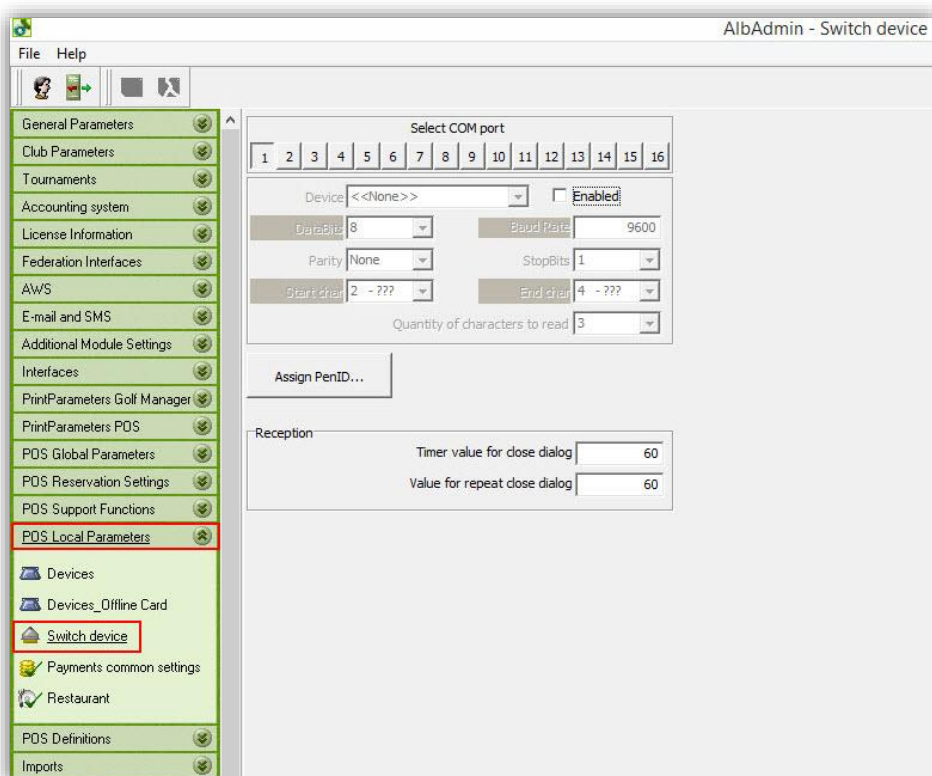 AlbAdmin - Switch device
File Help
General Parameters
Club Parameters
Tournaments
Accounting system
License Information
Federation Interfaces
AWS
E-mail and SMS
Additional Module Settings
Interfaces
PrintParameters Golf Manager
PrintParameters POS
POS Global Parameters
POS Reservation Settings
POS Support Functions
POS Local Parameters
Devices
Devices_Offline Card
Switch device
Payments common settings
Restaurant
POS Definitions
Imports
Select COM port
1 2 3 4 5 6 7 8 9 10 11 12 13 14 15 16
Device <<None>> Enabled
DataBits 8 Baud Rate 9600
Parity None StopBits 1
Start char 2 - ??? End char 4 - ???
Quantity of characters to read 3
Assign PenID...
Reception
Timer value for close dialog 60
Value for repeat close dialog 60